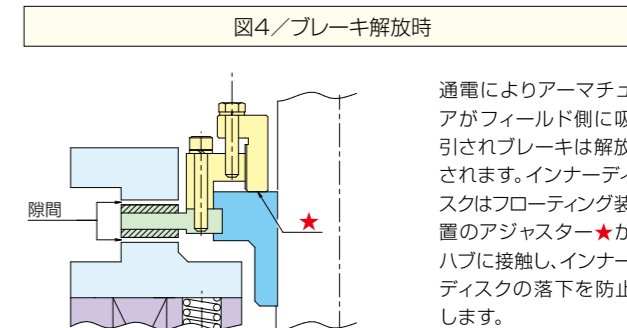 図4／ブレーキ解放時
隙間
★
通電によりアーマチュ
アがフィールド側に吸
引されブレーキは解放
されます。インナーディ
スクはフローティング装
置のアジャスター★か
ハブに接触し、インナー
ディスクの落下を防止
します。